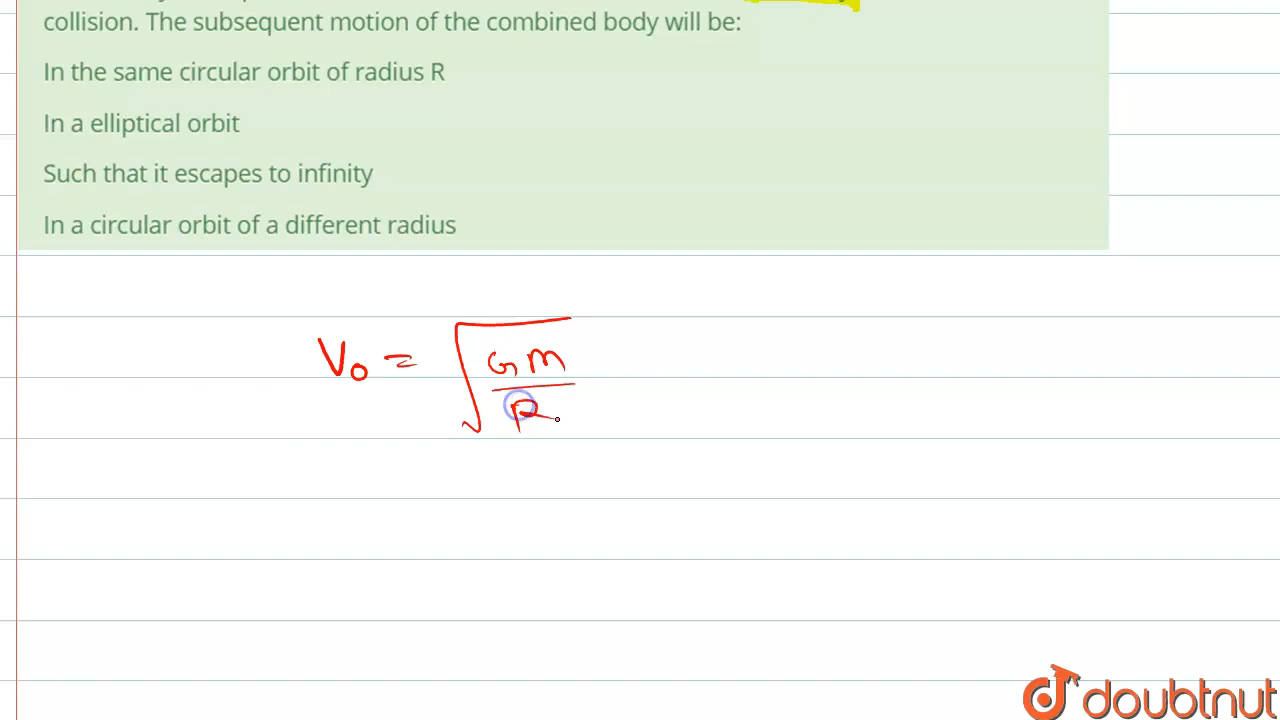 collision. The subsequent motion of the combined body will be:
In the same circular orbit of radius R
In a elliptical orbit
Such that it escapes to infinity
In a circular orbit of a different radius
V₀ = √(GM/R)
doubtnut